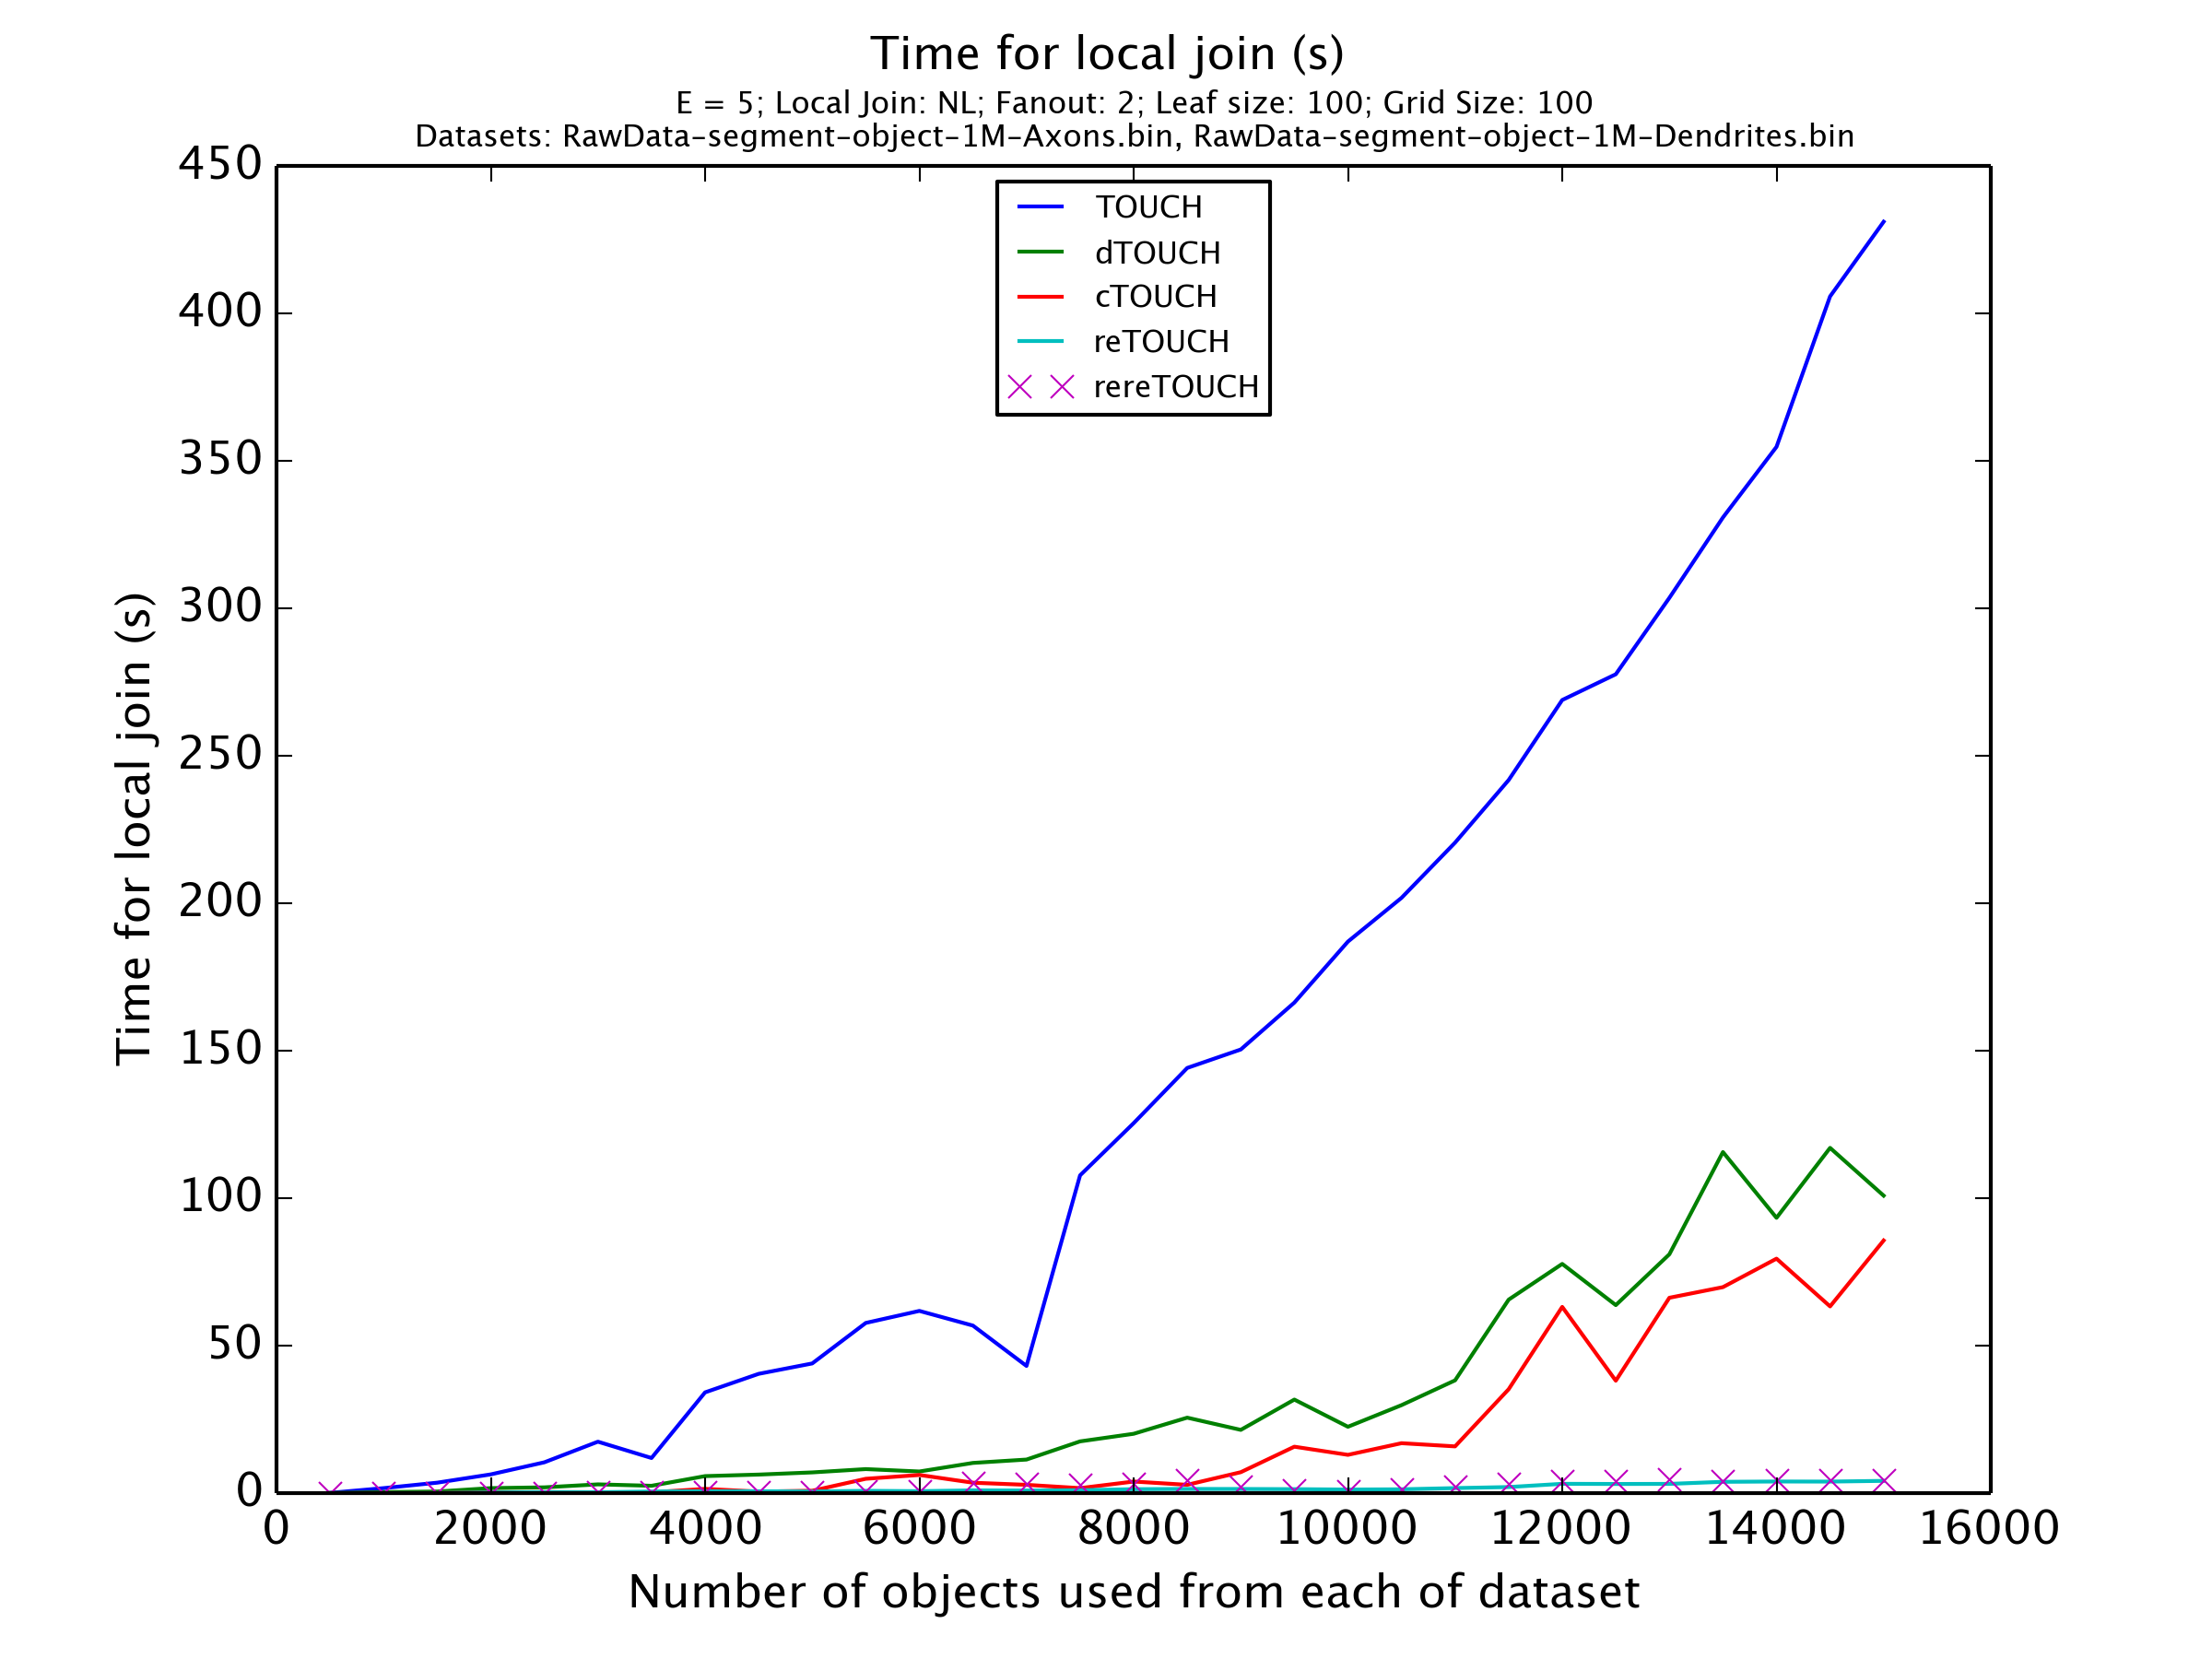 Time for local join (s)
E = 5; Local Join: NL; Fanout: 2; Leaf size: 100; Grid Size: 100
Datasets: RawData-segment-object-1M-Axons.bin, RawData-segment-object-1M-Dendrites.bin
TOUCH
dTOUCH
cTOUCH
reTOUCH
rereTOUCH
Time for local join (s)
450
400
350
300
250
200
150
100
50
0
0 2000 4000 6000 8000 10000 12000 14000 16000
Number of objects used from each of dataset